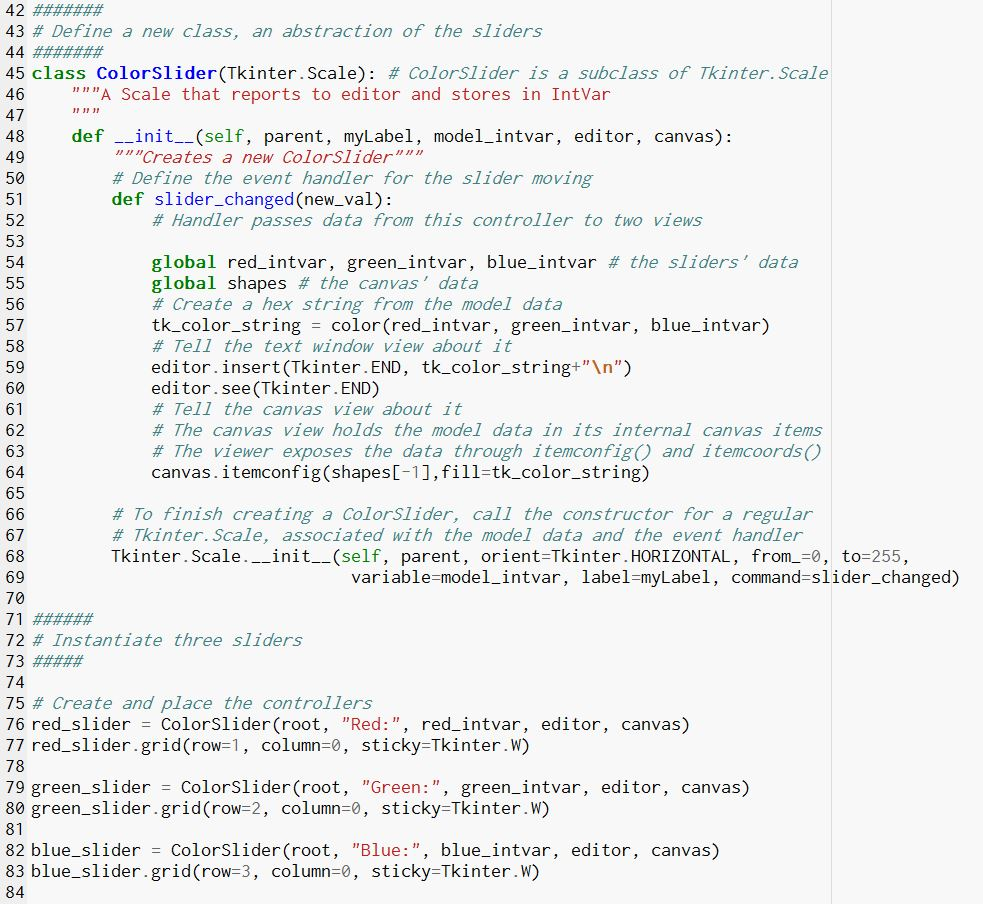 42 #######
43 # Define a new class, an abstraction of the sliders
44 #######
45 class ColorSlider(Tkinter.Scale): # ColorSlider is a subclass of Tkinter.Scale
46     """A Scale that reports to editor and stores in IntVar
47     """
48     def __init__(self, parent, myLabel, model_intvar, editor, canvas):
49         """Creates a new ColorSlider"""
50         # Define the event handler for the slider moving
51         def slider_changed(new_val):
52             # Handler passes data from this controller to two views
53
54             global red_intvar, green_intvar, blue_intvar # the sliders' data
55             global shapes # the canvas' data
56             # Create a hex string from the model data
57             tk_color_string = color(red_intvar, green_intvar, blue_intvar)
58             # Tell the text window view about it
59             editor.insert(Tkinter.END, tk_color_string+"\n")
60             editor.see(Tkinter.END)
61             # Tell the canvas view about it
62             # The canvas view holds the model data in its internal canvas items
63             # The viewer exposes the data through itemconfig() and itemcoords()
64             canvas.itemconfig(shapes[-1],fill=tk_color_string)
65
66         # To finish creating a ColorSlider, call the constructor for a regular
67         # Tkinter.Scale, associated with the model data and the event handler
68         Tkinter.Scale.__init__(self, parent, orient=Tkinter.HORIZONTAL, from_=0, to=255,
69                                 variable=model_intvar, label=myLabel, command=slider_changed)
70
71 ######
72 # Instantiate three sliders
73 #####
74
75 # Create and place the controllers
76 red_slider = ColorSlider(root, "Red:", red_intvar, editor, canvas)
77 red_slider.grid(row=1, column=0, sticky=Tkinter.W)
78
79 green_slider = ColorSlider(root, "Green:", green_intvar, editor, canvas)
80 green_slider.grid(row=2, column=0, sticky=Tkinter.W)
81
82 blue_slider = ColorSlider(root, "Blue:", blue_intvar, editor, canvas)
83 blue_slider.grid(row=3, column=0, sticky=Tkinter.W)
84